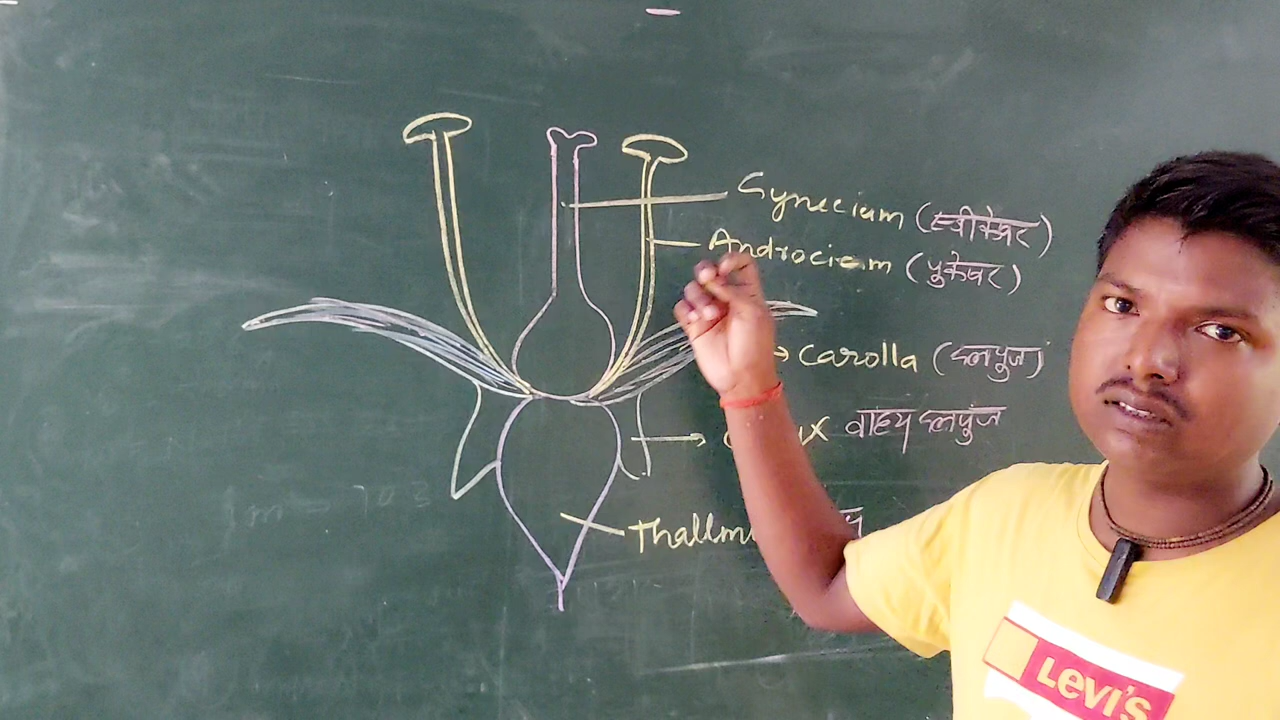 Gynecium (स्त्रीकेसर)
Androcium (पुकेसर)
Carolla (दलपुंज)
वाह्य दलपुंज
LEVI'S